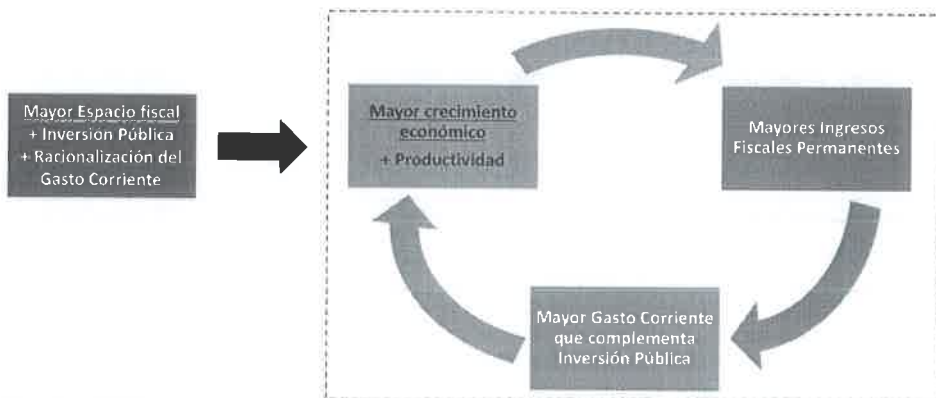 Mayor Espacio fiscal
+ Inversión Pública
+ Racionalización del
Gasto Corriente
Mayor crecimiento
económico
+ Productividad
Mayores Ingresos
Fiscales Permanentes
Mayor Gasto Corriente
que complementa
Inversión Pública